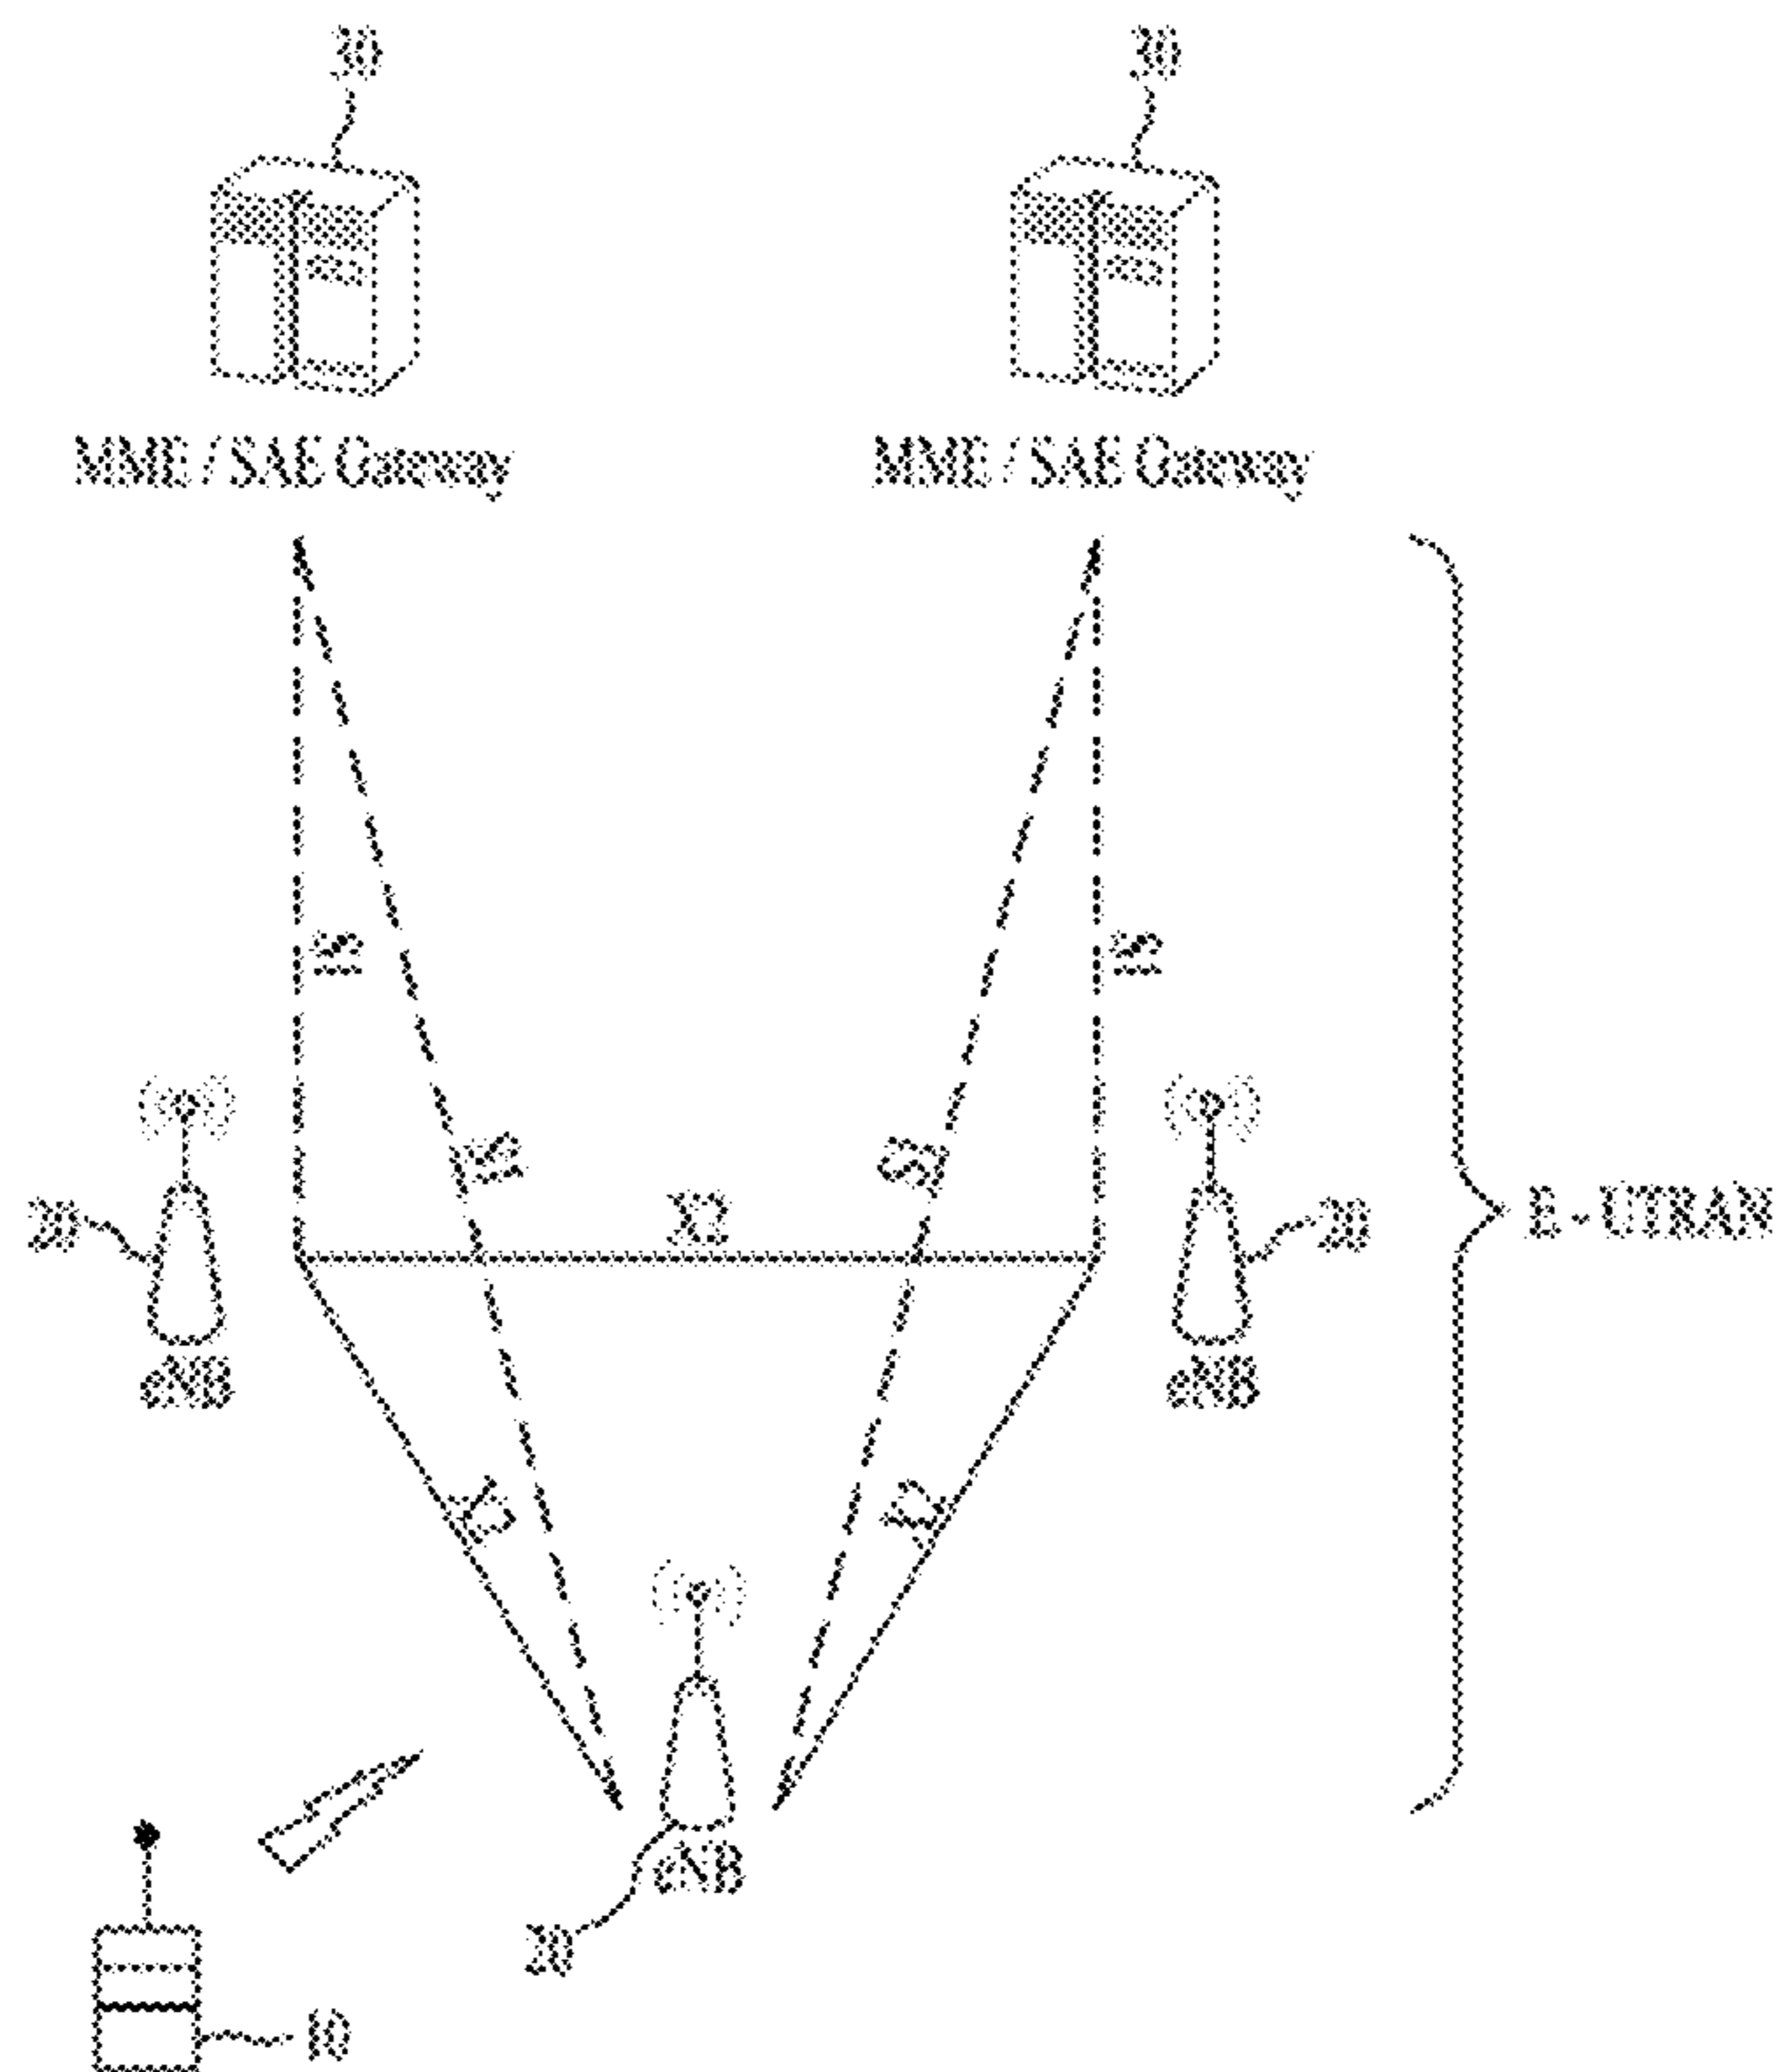 30 30
MME / SAE Gateway MME / SAE Gateway
S1 S1
S1 S1
X2
20 20
E-UTRAN
eNB eNB
X2 X2
eNB
20
10